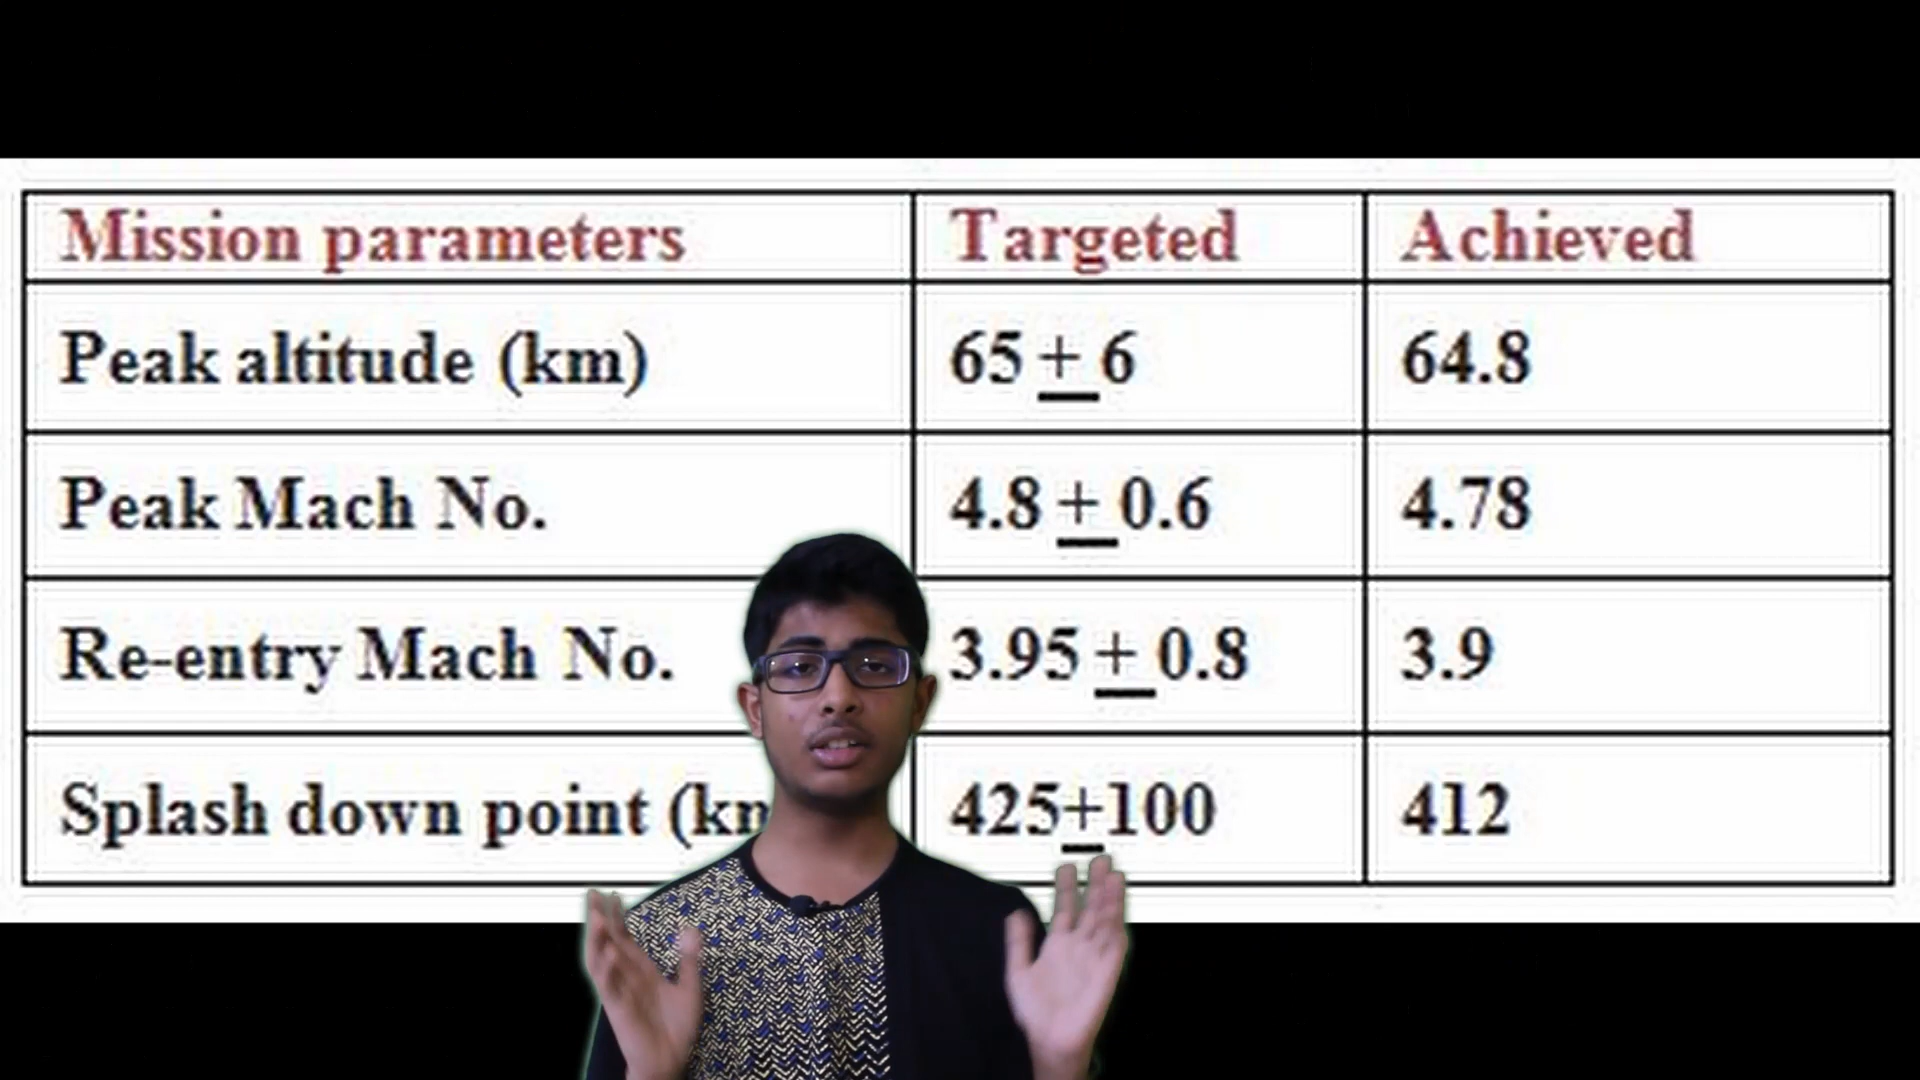 Mission parameters Targeted Achieved
Peak altitude (km) 65 ± 6 64.8
Peak Mach No. 4.8 ± 0.6 4.78
Re-entry Mach No. 3.95 ± 0.8 3.9
Splash down point 425±100 412